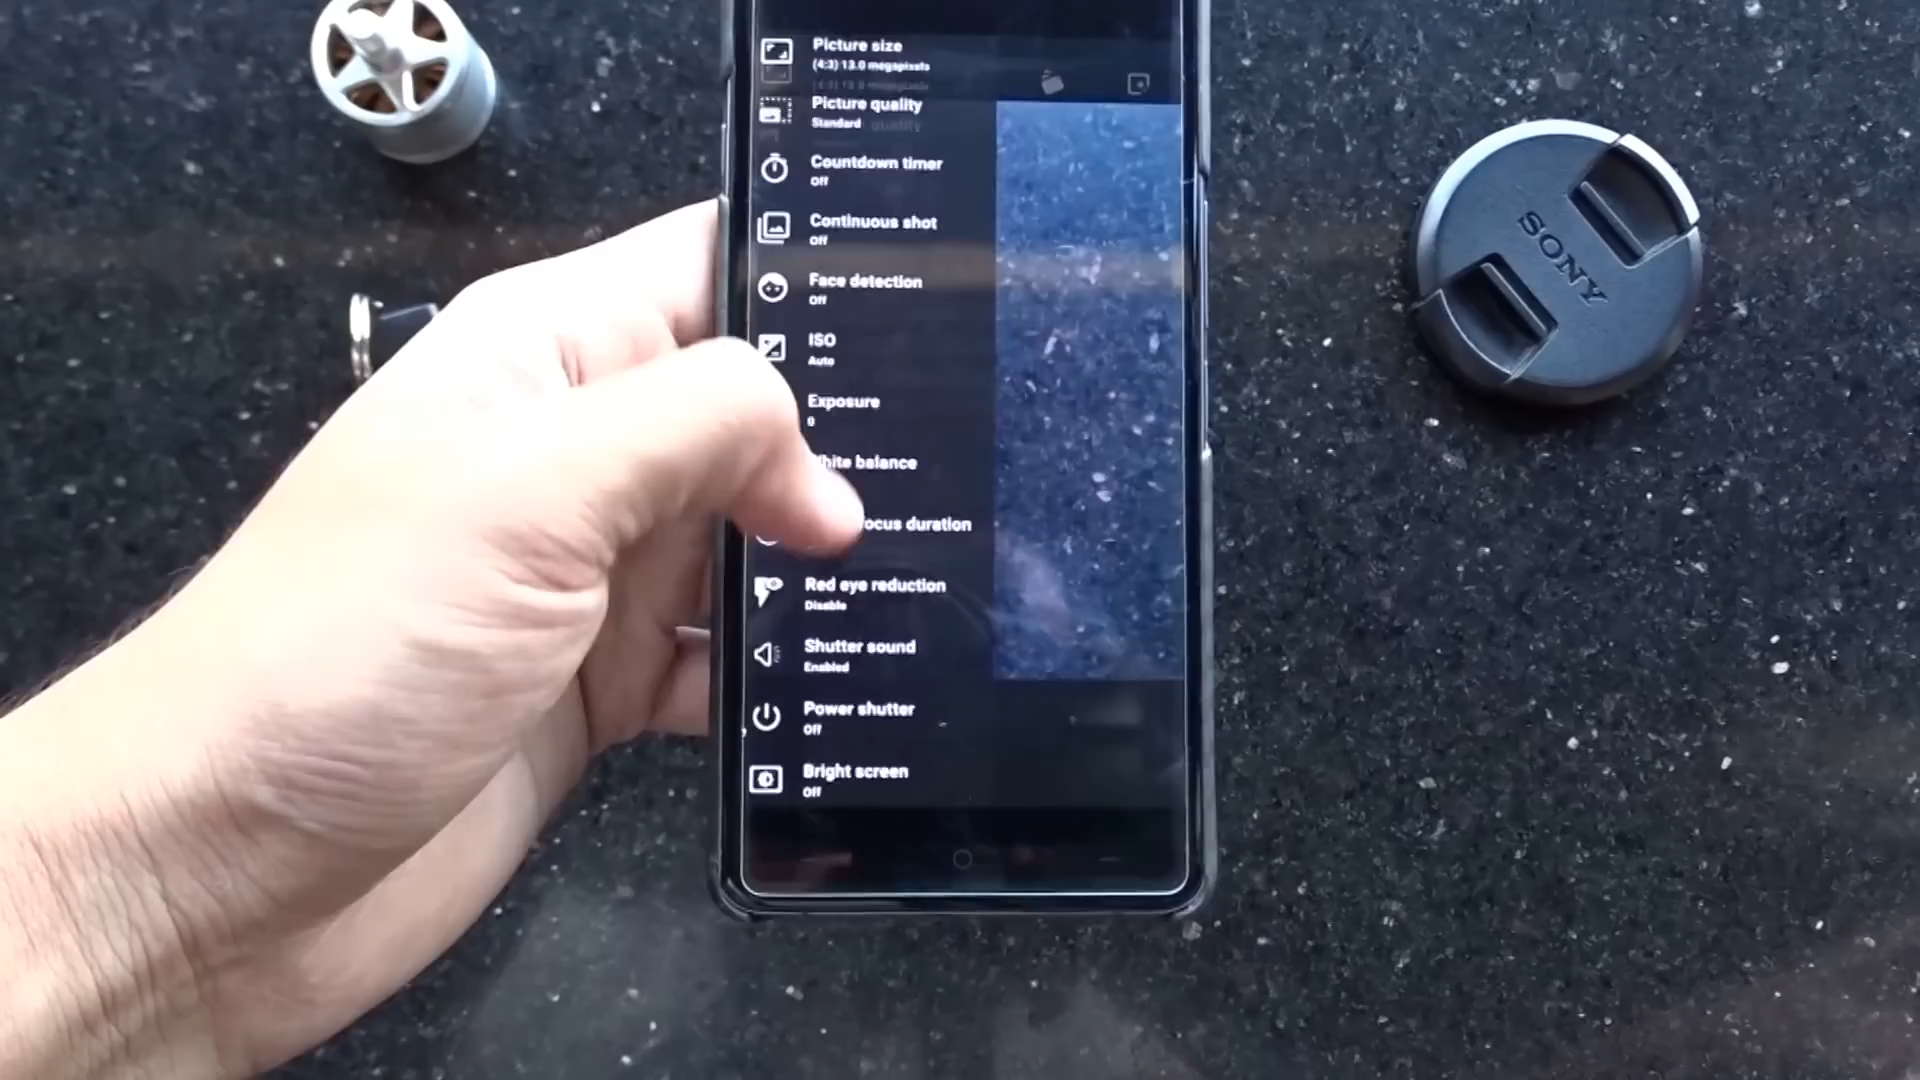 Picture size
(4:3) 13.0 megapixels
Picture quality
Standard
Countdown timer
Off
Continuous shot
Off
Face detection
Off
ISO
Auto
Exposure
0
balance
duration
Red eye reduction
Disable
Shutter sound
Enabled
Power shutter
Off
Bright screen
Off
SONY